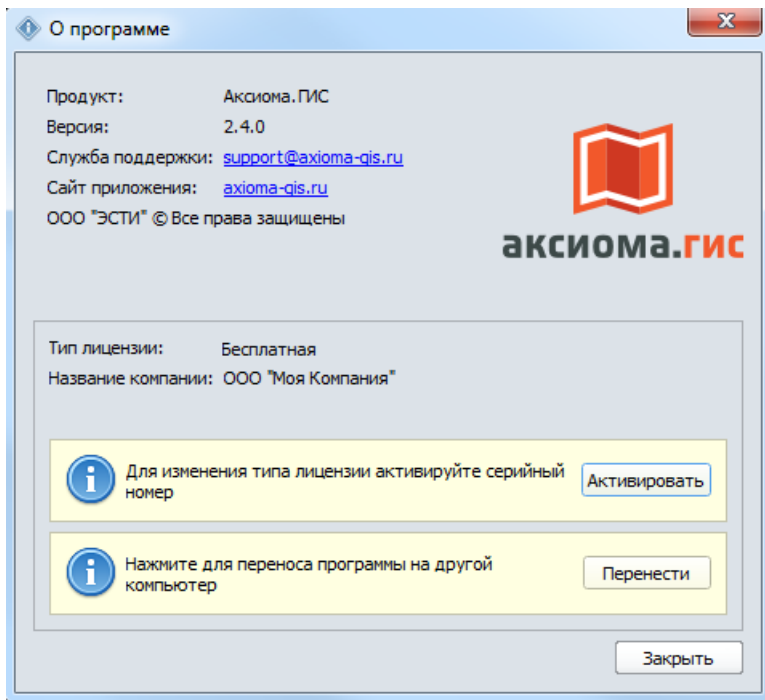 О программе
Продукт: Аксиома.ГИС
Версия: 2.4.0
Служба поддержки: support@axioma-gis.ru
Сайт приложения: axioma-gis.ru
ООО "ЭСТИ" © Все права защищены
аксиома.гис
Тип лицензии: Бесплатная
Название компании: ООО "Моя Компания"
Для изменения типа лицензии активируйте серийный
номер
Активировать
Нажмите для переноса программы на другой
компьютер
Перенести
Закрыть